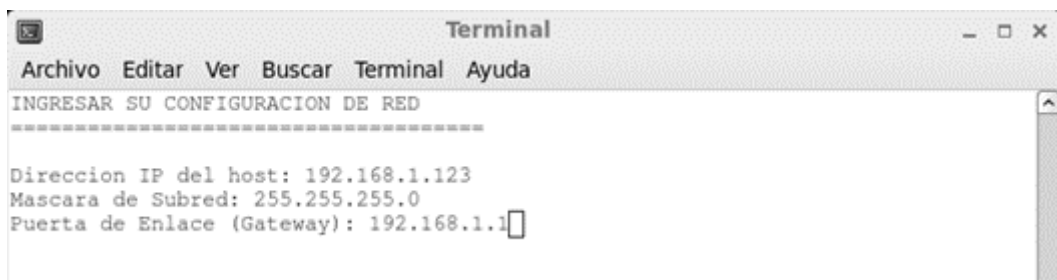 Terminal
Archivo Editar Ver Buscar Terminal Ayuda
INGRESAR SU CONFIGURACION DE RED
=====================================
Direccion IP del host: 192.168.1.123
Mascara de Subred: 255.255.255.0
Puerta de Enlace (Gateway): 192.168.1.1